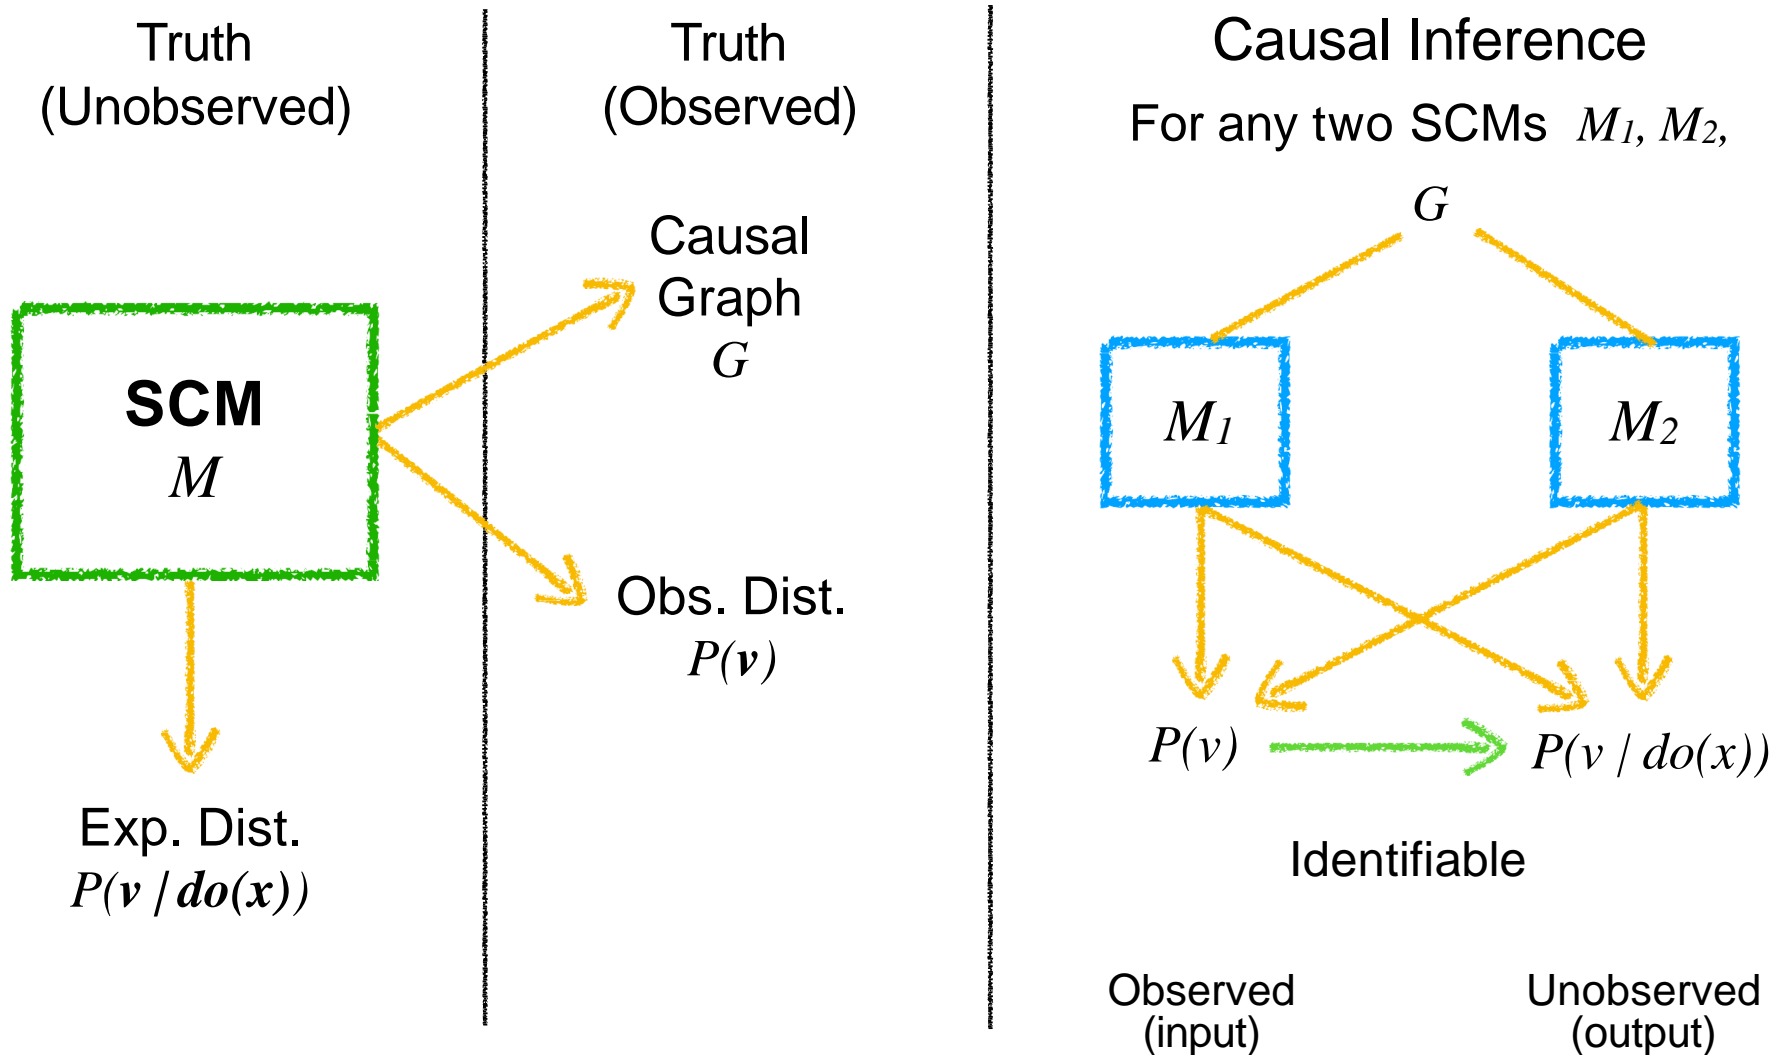 Truth
(Unobserved)
SCM
M
Exp. Dist.
P(v | do(x))
Truth
(Observed)
Causal
Graph
G
Obs. Dist.
P(v)
Causal Inference
For any two SCMs M1, M2,
G
M1 M2
P(v) P(v | do(x))
Identifiable
Observed
(input)
Unobserved
(output)